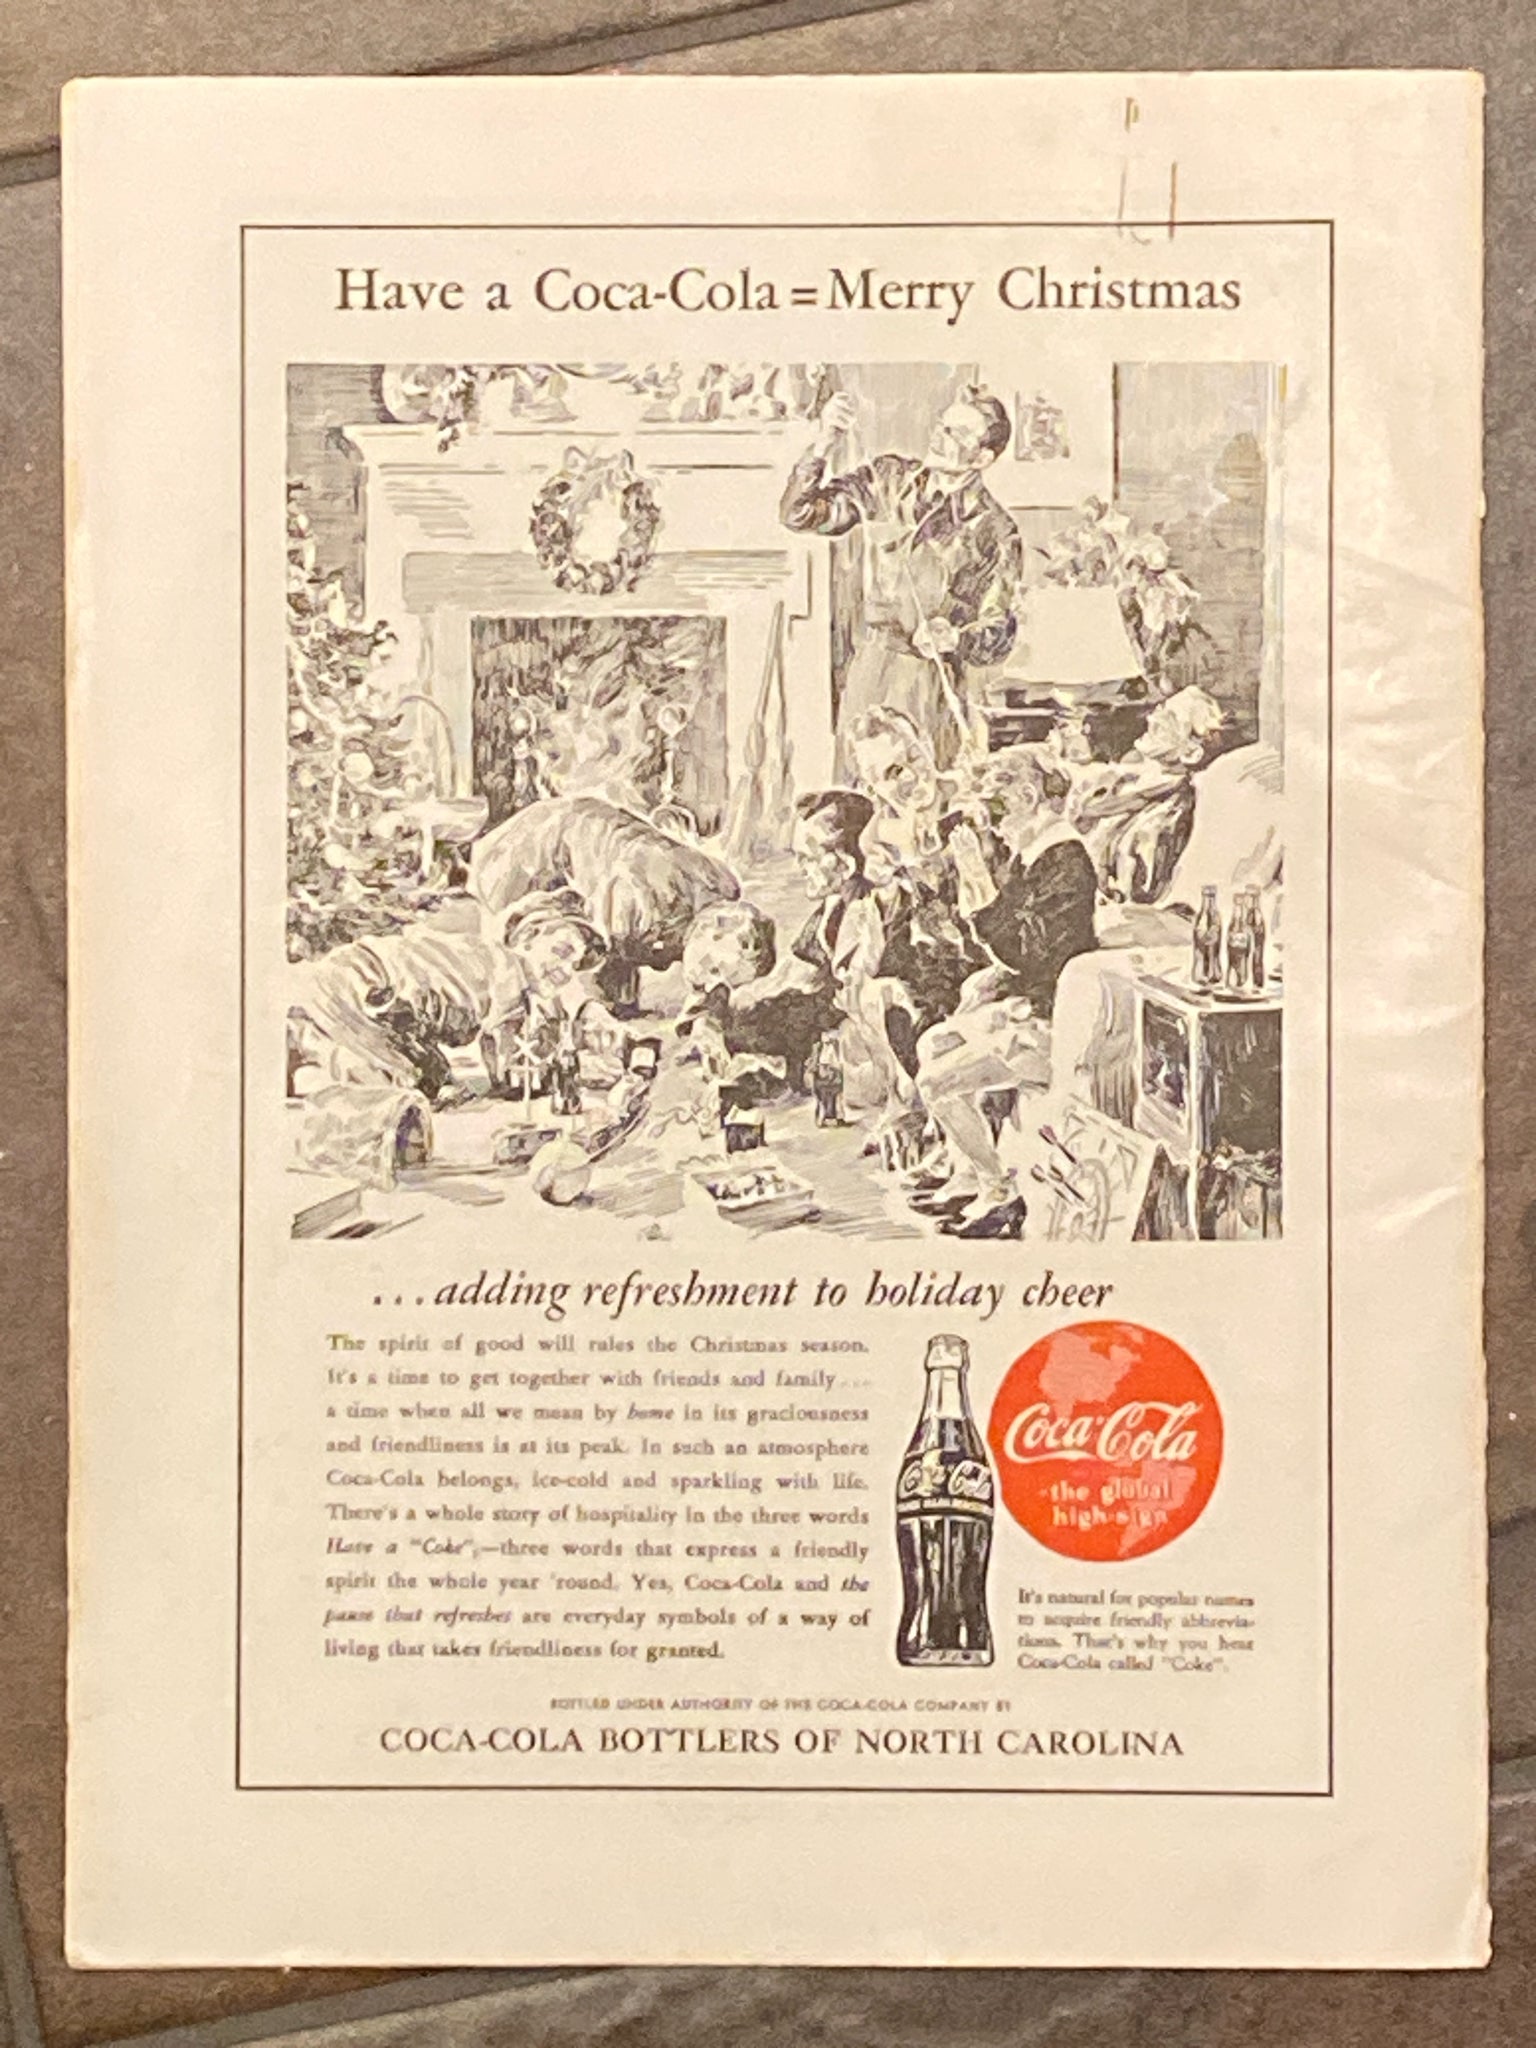 Have a Coca-Cola = Merry Christmas
...adding refreshment to holiday cheer
The spirit of good will rules the Christmas season.
It's a time to get together with friends and family...
a time when all we mean by home in its graciousness
and friendliness is at its peak. In such an atmosphere
Coca-Cola belongs, ice-cold and sparkling with life.
There's a whole story of hospitality in the three words
Have a "Coke",—three words that express a friendly
spirit the whole year 'round. Yes, Coca-Cola and the
pause that refreshes are everyday symbols of a way of
living that takes friendliness for granted.
Coca-Cola
Coca-Cola
-the global
high-sign
It's natural for popular names
to acquire friendly abbrevia-
tions. That's why you hear
Coca-Cola called "Coke".
BOTTLED UNDER AUTHORITY OF THE COCA-COLA COMPANY BY
COCA-COLA BOTTLERS OF NORTH CAROLINA